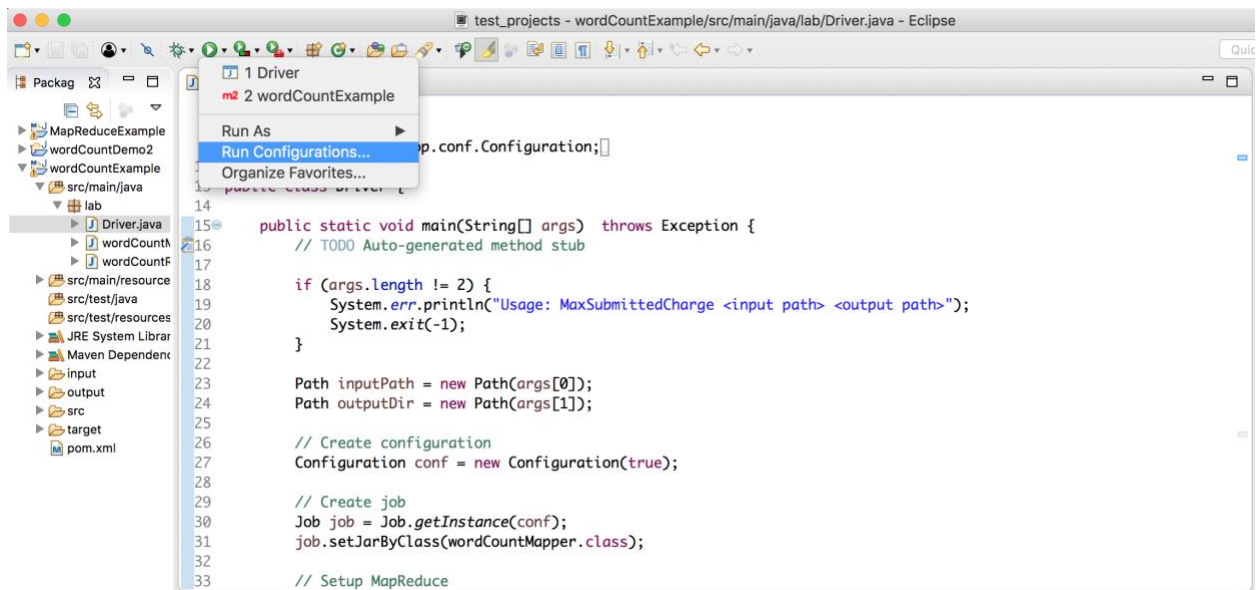 test_projects - wordCountExample/src/main/java/lab/Driver.java - Eclipse
Quic
Packag
1 Driver
m2 2 wordCountExample
Run As
Run Configurations...
Organize Favorites...
MapReduceExample
wordCountDemo2
wordCountExample
src/main/java
lab
Driver.java
wordCountM
wordCountR
src/main/resource
src/test/java
src/test/resources
JRE System Librar
Maven Dependenc
input
output
src
target
pom.xml
op.conf.Configuration;
13 public class Driver {
14
15 public static void main(String[] args) throws Exception {
16 // TODO Auto-generated method stub
17
18 if (args.length != 2) {
19 System.err.println("Usage: MaxSubmittedCharge <input path> <output path>");
20 System.exit(-1);
21 }
22
23 Path inputPath = new Path(args[0]);
24 Path outputDir = new Path(args[1]);
25
26 // Create configuration
27 Configuration conf = new Configuration(true);
28
29 // Create job
30 Job job = Job.getInstance(conf);
31 job.setJarByClass(wordCountMapper.class);
32
33 // Setup MapReduce